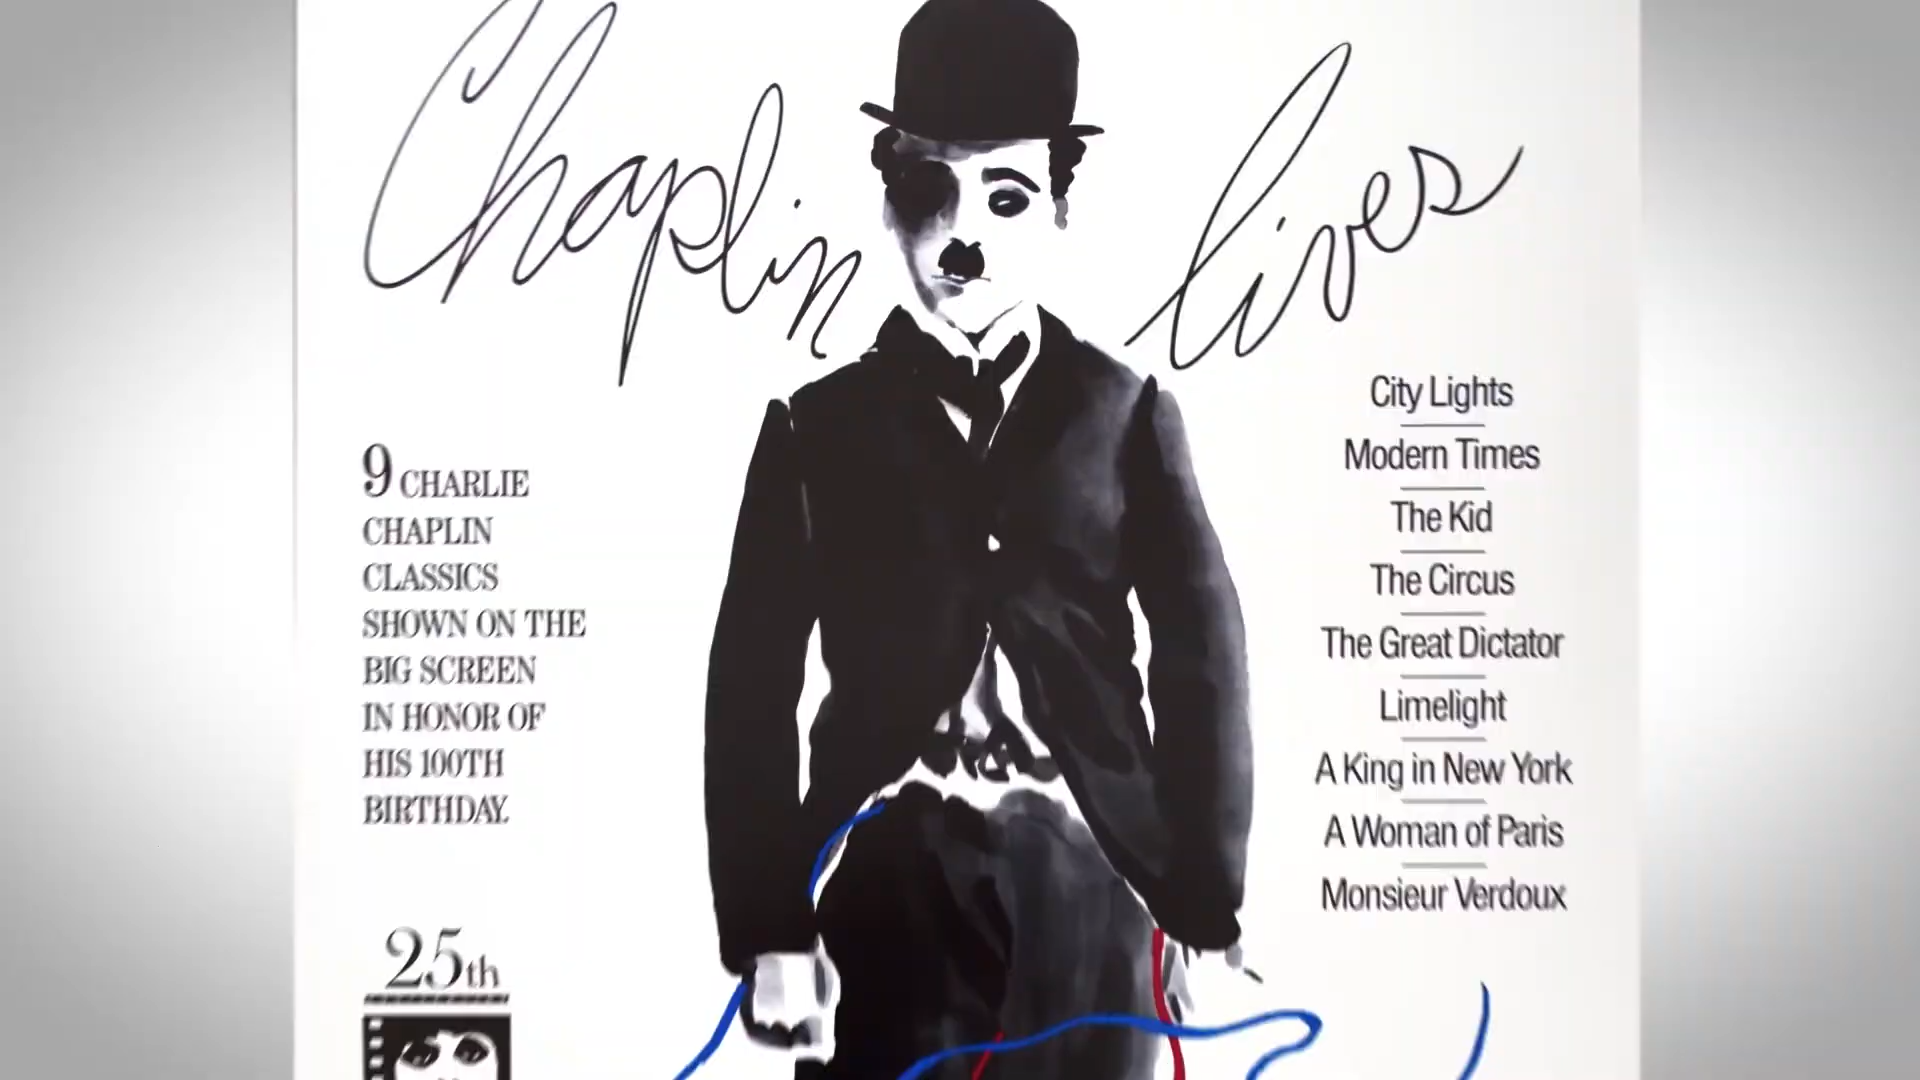 Chaplin lives
9 CHARLIE
CHAPLIN
CLASSICS
SHOWN ON THE
BIG SCREEN
IN HONOR OF
HIS 100TH
BIRTHDAY.
25th
City Lights
Modern Times
The Kid
The Circus
The Great Dictator
Limelight
A King in New York
A Woman of Paris
Monsieur Verdoux